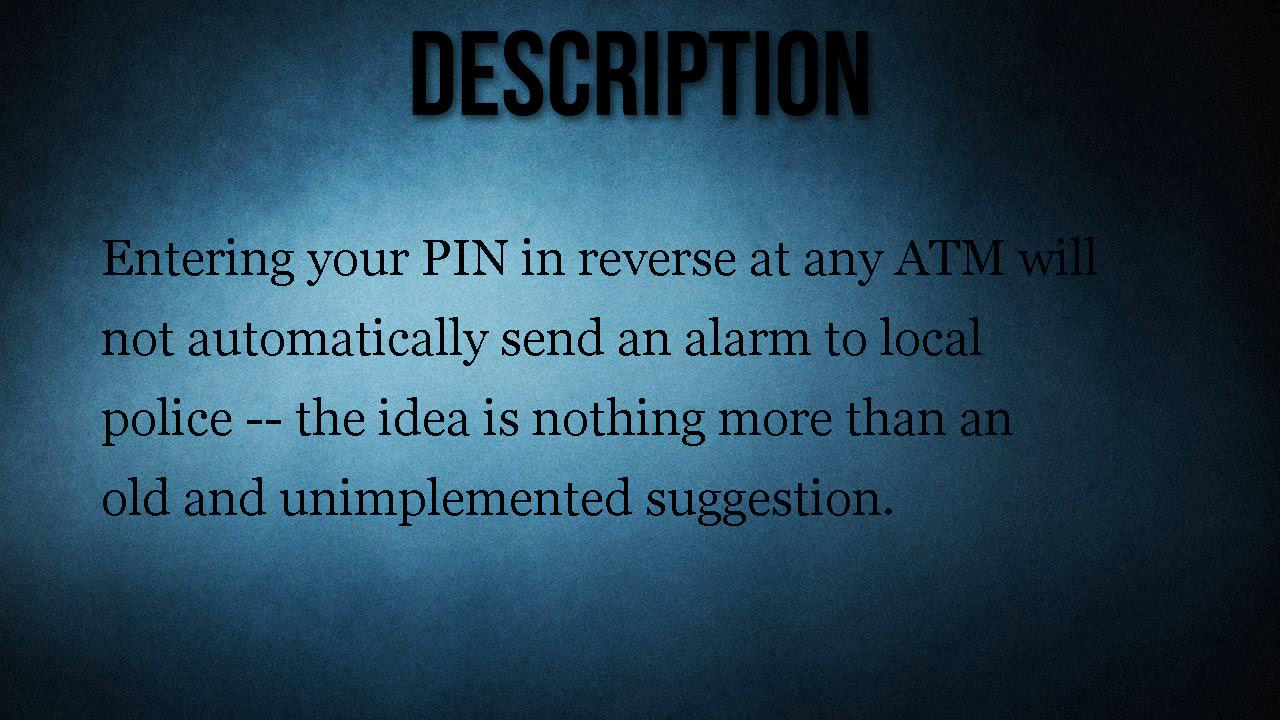 DESCRIPTION
Entering your PIN in reverse at any ATM will
not automatically send an alarm to local
police -- the idea is nothing more than an
old and unimplemented suggestion.